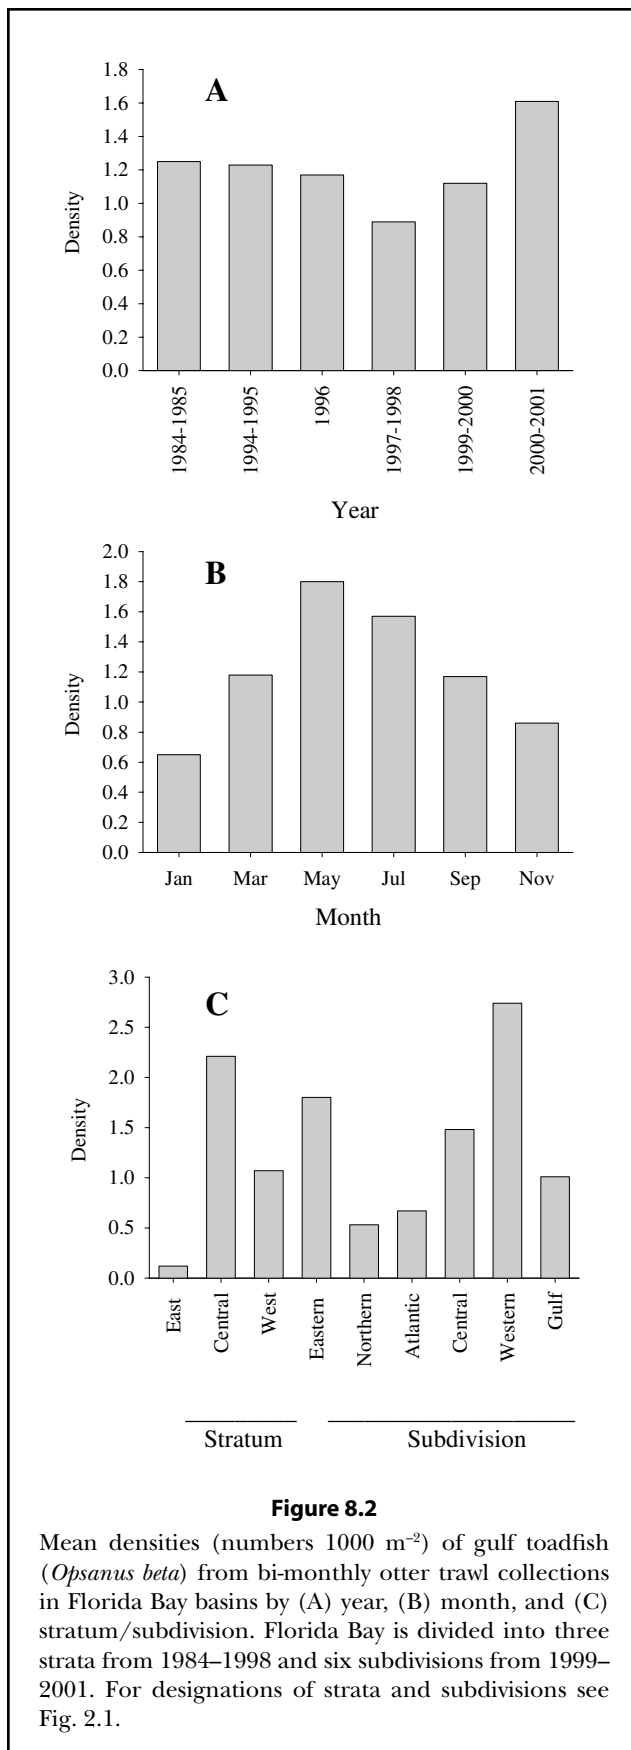 A
1.8
1.6
1.4
1.2
1.0
0.8
0.6
0.4
0.2
0.0
Density
1984-1985
1994-1995
1996
1997-1998
1999-2000
2000-2001
Year
B
2.0
1.8
1.6
1.4
1.2
1.0
0.8
0.6
0.4
0.2
0.0
Density
Jan Mar May Jul Sep Nov
Month
C
3.0
2.5
2.0
1.5
1.0
0.5
0.0
Density
East
Central
West
Eastern
Northern
Atlantic
Central
Western
Gulf
Stratum Subdivision
Figure 8.2
Mean densities (numbers 1000 m⁻²) of gulf toadfish
(Opsanus beta) from bi-monthly otter trawl collections
in Florida Bay basins by (A) year, (B) month, and (C)
stratum/subdivision. Florida Bay is divided into three
strata from 1984–1998 and six subdivisions from 1999–
2001. For designations of strata and subdivisions see
Fig. 2.1.